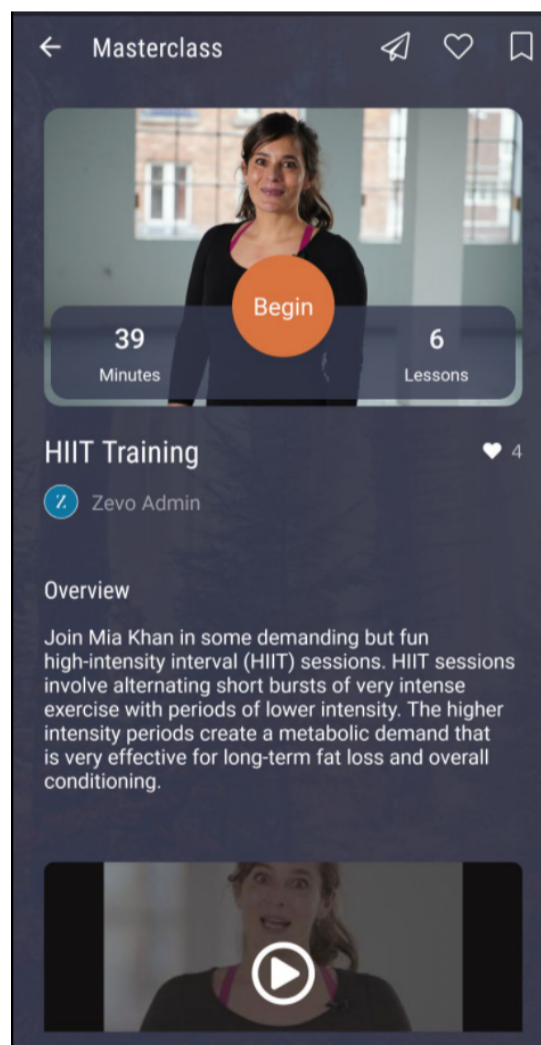 Masterclass
Begin
39
Minutes
6
Lessons
HIIT Training
4
Z
Zevo Admin
Overview
Join Mia Khan in some demanding but fun
high-intensity interval (HIIT) sessions. HIIT sessions
involve alternating short bursts of very intense
exercise with periods of lower intensity. The higher
intensity periods create a metabolic demand that
is very effective for long-term fat loss and overall
conditioning.